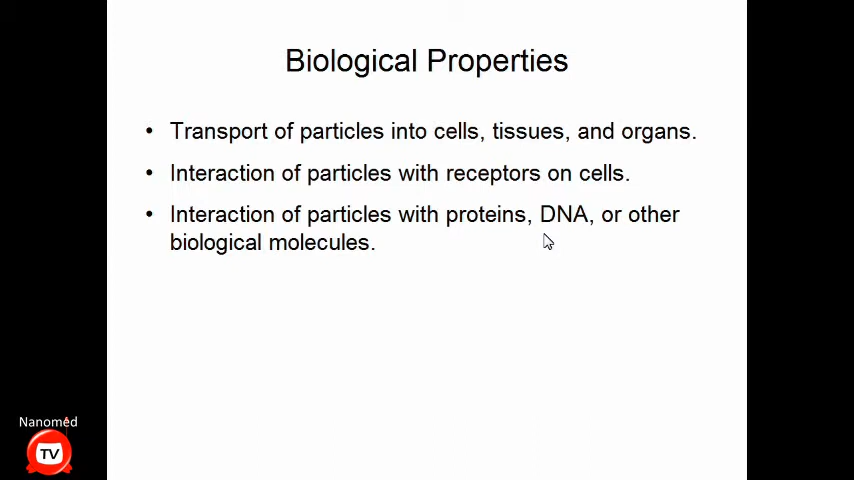 Biological Properties
• Transport of particles into cells, tissues, and organs.
• Interaction of particles with receptors on cells.
• Interaction of particles with proteins, DNA, or other
biological molecules.
Nanomed
TV